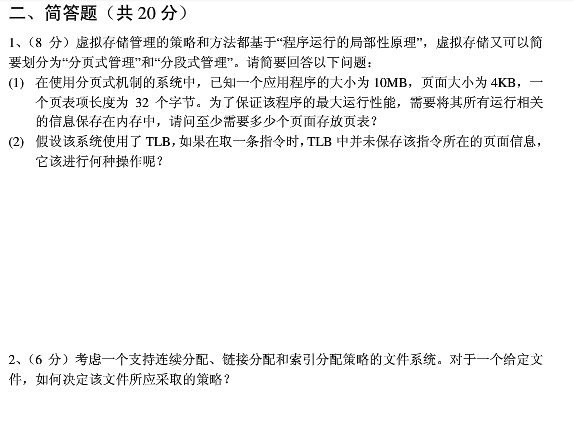 二、简答题（共 20 分）
1、（8 分）虚拟存储管理的策略和方法都基于“程序运行的局部性原理”，虚拟存储又可以简
要划分为“分页式管理”和“分段式管理”。请简要回答以下问题：
(1) 在使用分页式机制的系统中，已知一个应用程序的大小为 10MB，页面大小为 4KB，一
个页表项长度为 32 个字节。为了保证该程序的最大运行性能，需要将其所有运行相关
的信息保存在内存中，请问至少需要多少个页面存放页表？
(2) 假设该系统使用了 TLB，如果在取一条指令时，TLB 中并未保存该指令所在的页面信息，
它该进行何种操作呢？
2、（6 分）考虑一个支持连续分配、链接分配和索引分配策略的文件系统。对于一个给定文
件，如何决定该文件所应采取的策略？